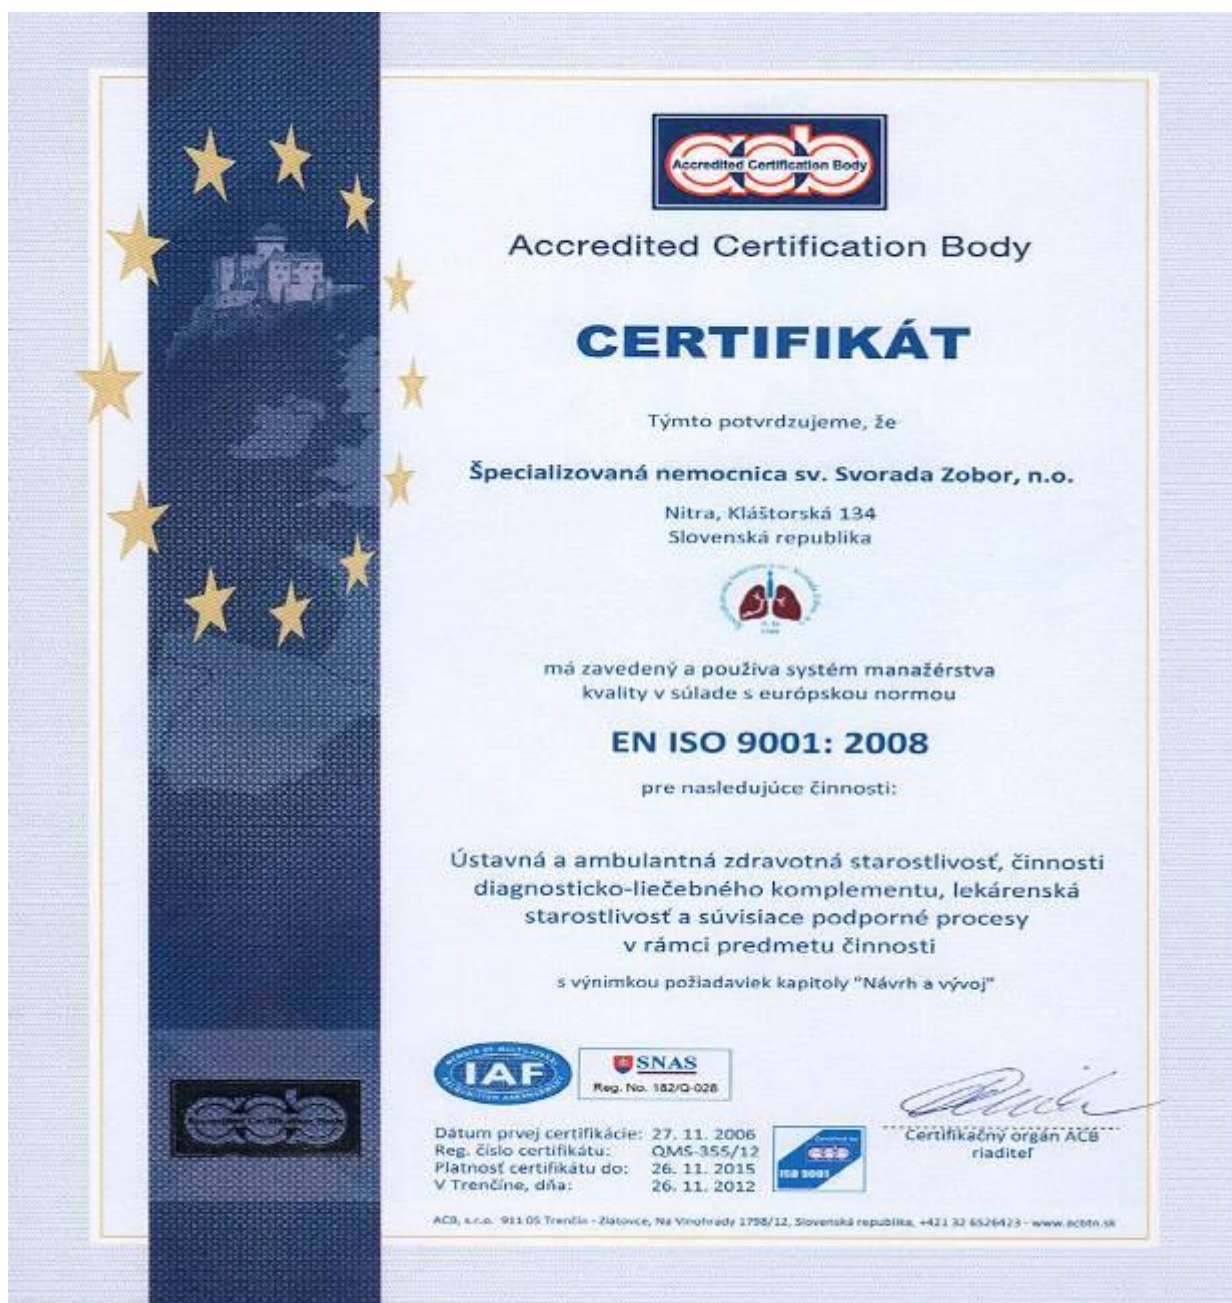 Accredited Certification Body
Accredited Certification Body
CERTIFIKÁT
Týmto potvrdzujeme, že
Špecializovaná nemocnica sv. Svorada Zobor, n.o.
Nitra, Kláštorská 134
Slovenská republika
má zavedený a používa systém manažérstva
kvality v súlade s európskou normou
EN ISO 9001: 2008
pre nasledujúce činnosti:
Ústavná a ambulantná zdravotná starostlivosť, činnosti
diagnosticko-liečebného komplementu, lekárenská
starostlivosť a súvisiace podporné procesy
v rámci predmetu činnosti
s výnimkou požiadaviek kapitoly "Návrh a vývoj"
IAF
SNAS
Reg. No. 182/Q-028
Dátum prvej certifikácie: 27. 11. 2006
Reg. číslo certifikátu: QMS-355/12
Platnosť certifikátu do: 26. 11. 2015
V Trenčíne, dňa: 26. 11. 2012
ISO 9001
Certifikačný orgán ACB
riaditeľ
Accredited Certification Body
ACB, s.r.o. 911 05 Trenčín - Zlatovce, Na Vinohrady 1798/12, Slovenská republika, +421 32 6526423 - www.acbtn.sk